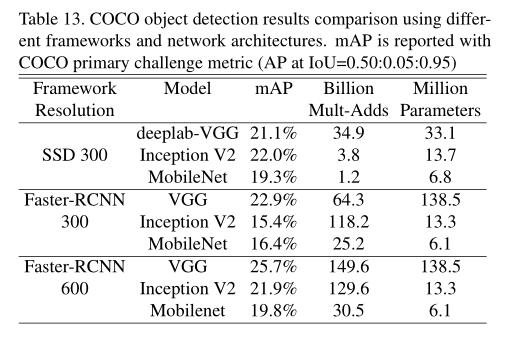 Table 13. COCO object detection results comparison using differ-
ent frameworks and network architectures. mAP is reported with
COCO primary challenge metric (AP at IoU=0.50:0.05:0.95)
Framework Model mAP Billion Million
Resolution Mult-Adds Parameters
deeplab-VGG 21.1% 34.9 33.1
SSD 300 Inception V2 22.0% 3.8 13.7
MobileNet 19.3% 1.2 6.8
Faster-RCNN VGG 22.9% 64.3 138.5
300 Inception V2 15.4% 118.2 13.3
MobileNet 16.4% 25.2 6.1
Faster-RCNN VGG 25.7% 149.6 138.5
600 Inception V2 21.9% 129.6 13.3
Mobilenet 19.8% 30.5 6.1